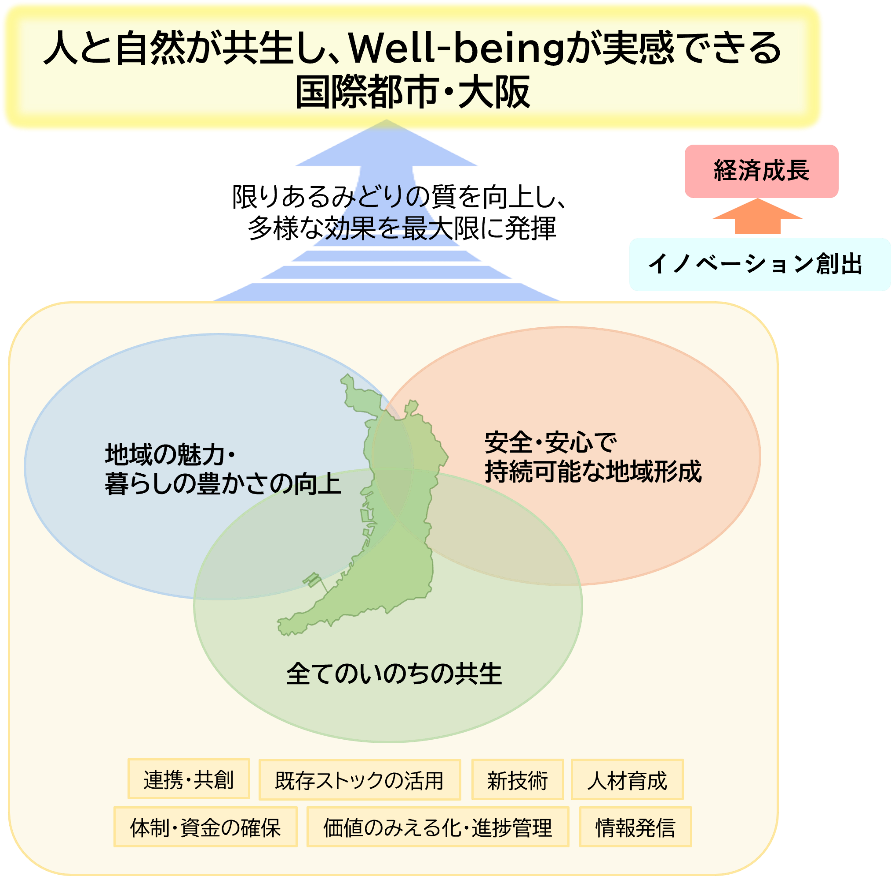 人と自然が共生し、Well-beingが実感できる
国際都市・大阪
限りあるみどりの質を向上し、
多様な効果を最大限に発揮
経済成長
イノベーション創出
地域の魅力・
暮らしの豊かさの向上
安全・安心で
持続可能な地域形成
全てのいのちの共生
連携・共創
既存ストックの活用
新技術
人材育成
体制・資金の確保
価値のみえる化・進捗管理
情報発信